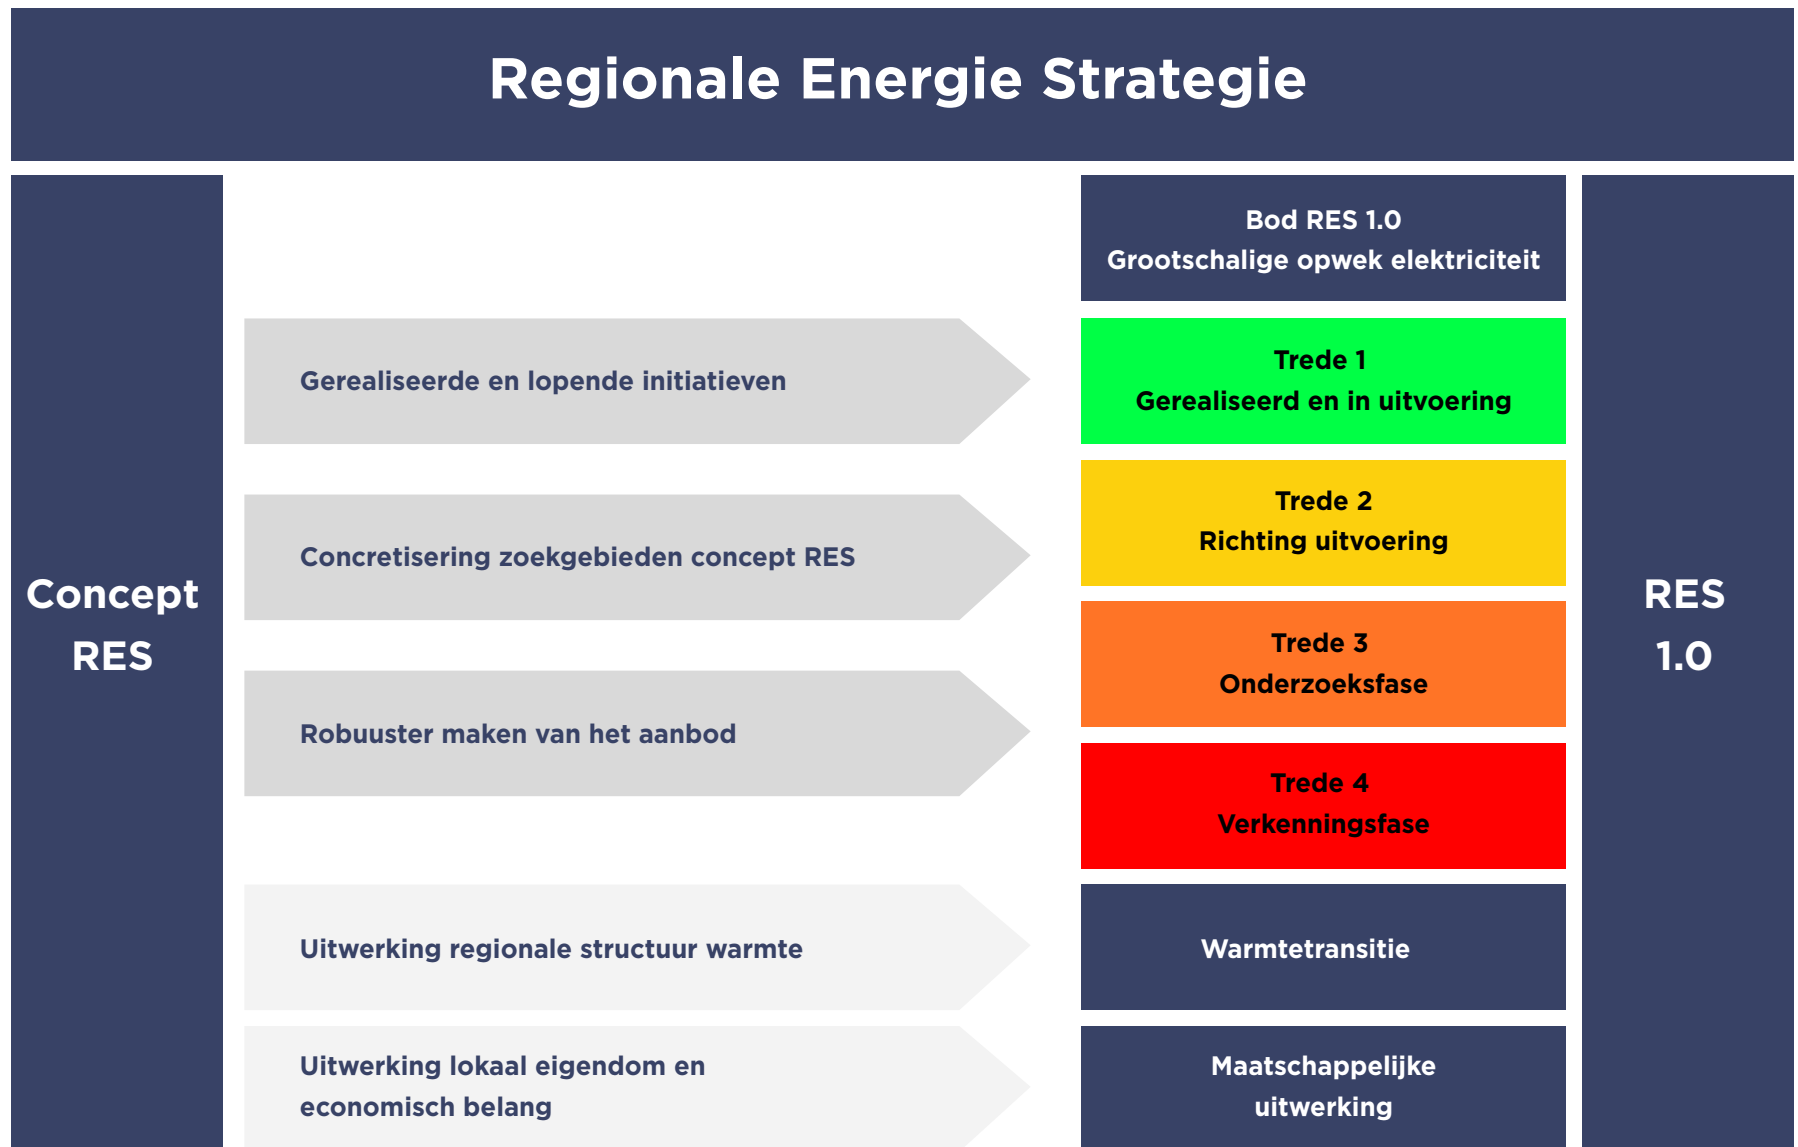 Regionale Energie Strategie
Concept
RES
Bod RES 1.0
Grootschalige opwek elektriciteit
Gerealiseerde en lopende initiatieven
Trede 1
Gerealiseerd en in uitvoering
Concretisering zoekgebieden concept RES
Trede 2
Richting uitvoering
Robuuster maken van het aanbod
Trede 3
Onderzoeksfase
Trede 4
Verkenningsfase
Uitwerking regionale structuur warmte
Warmtetransitie
Uitwerking lokaal eigendom en
economisch belang
Maatschappelijke
uitwerking
RES
1.0